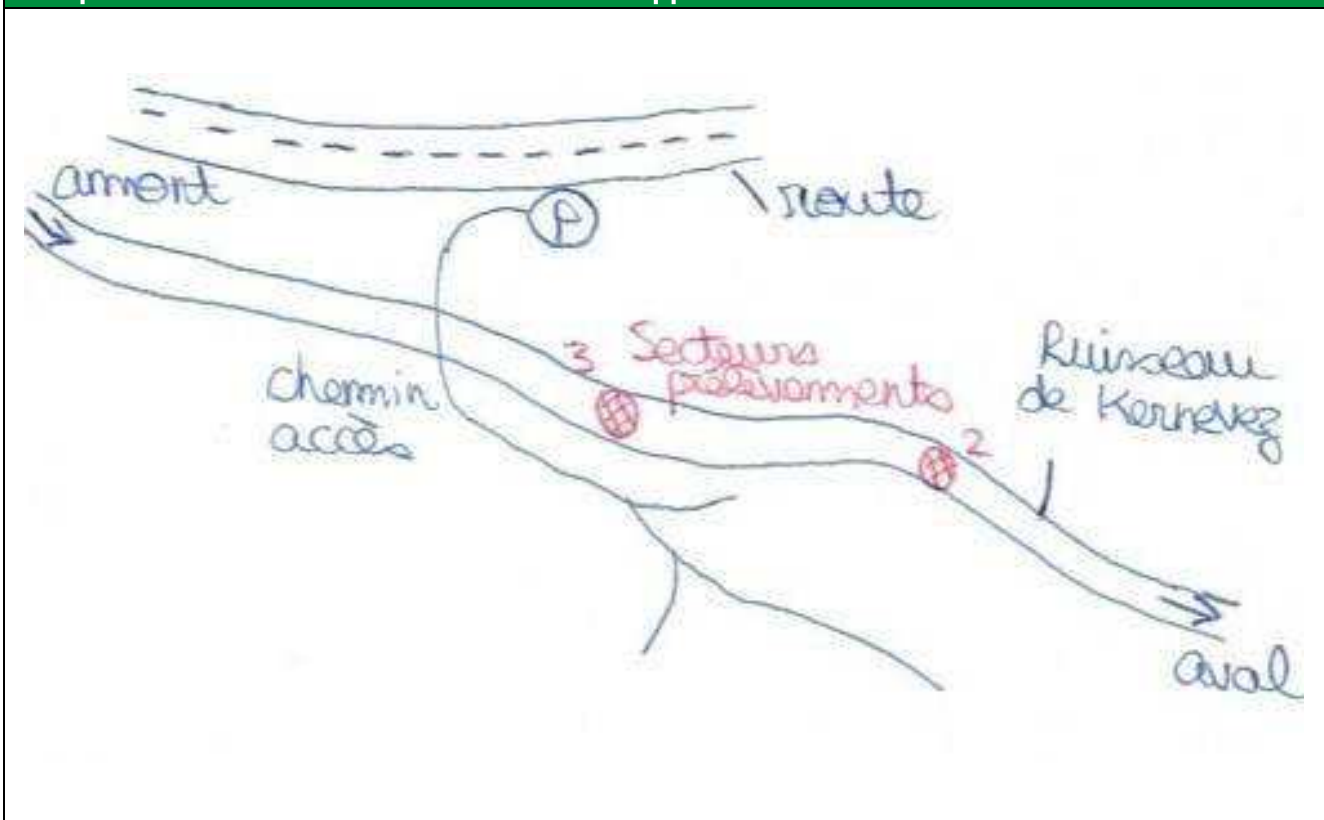 amont
P
route
3
Secteurs
prélèvements
Ruisseau
de Kernevez
chemin
accès
2
aval